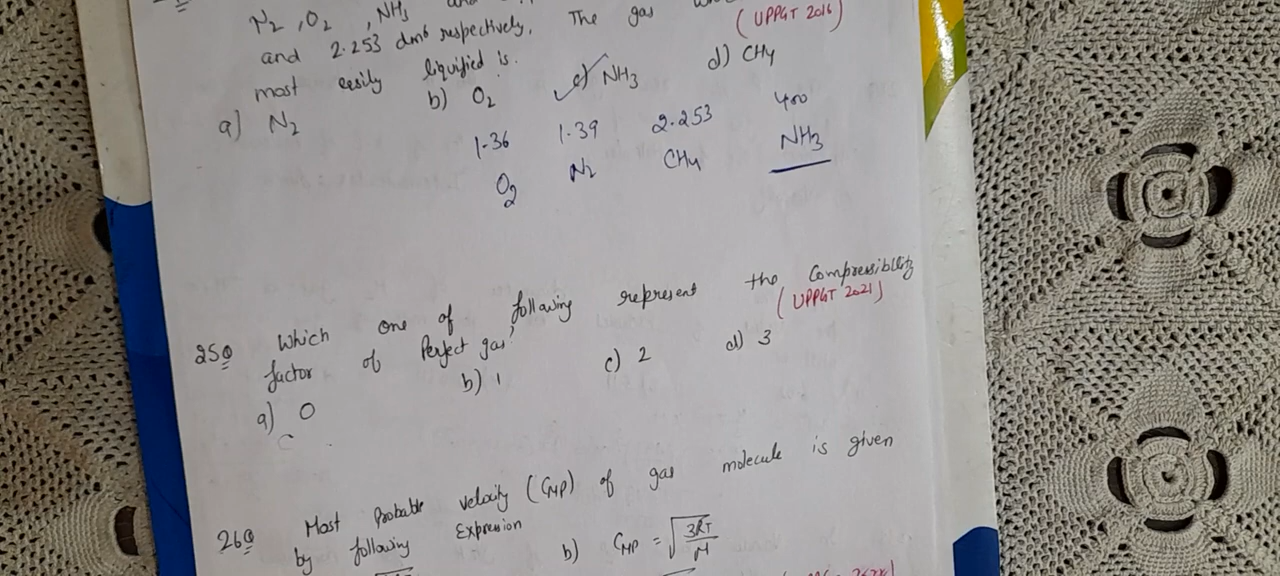 N2, O2, NH3
and 2.253 dm6 respectively. The gas
(UPPGT 2016)
most easily liquified is.
a) N2 b) O2 c) NH3 d) CH4
1.36 1.39 2.253 400
O2 N2 CH4 NH3
25Q Which one of following represent the Compressibility
factor of Perfect gas, (UPPGT 2021)
a) 0 b) 1 c) 2 d) 3
26Q Most Probable velocity (CMP) of gas molecule is given
by following Expression
b) CMP = √3RT/M